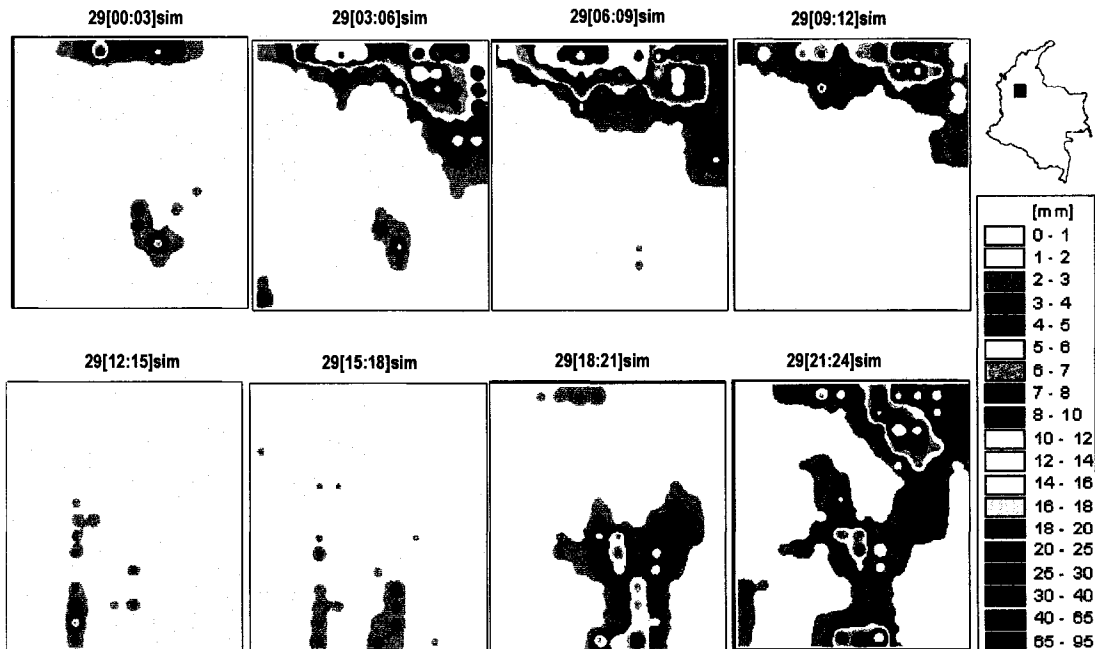 29[00:03]sim
29[03:06]sim
29[06:09]sim
29[09:12]sim
29[12:15]sim
29[15:18]sim
29[18:21]sim
29[21:24]sim
[mm]
0 - 1
1 - 2
2 - 3
3 - 4
4 - 5
5 - 6
6 - 7
7 - 8
8 - 10
10 - 12
12 - 14
14 - 16
16 - 18
18 - 20
20 - 25
25 - 30
30 - 40
40 - 65
65 - 95